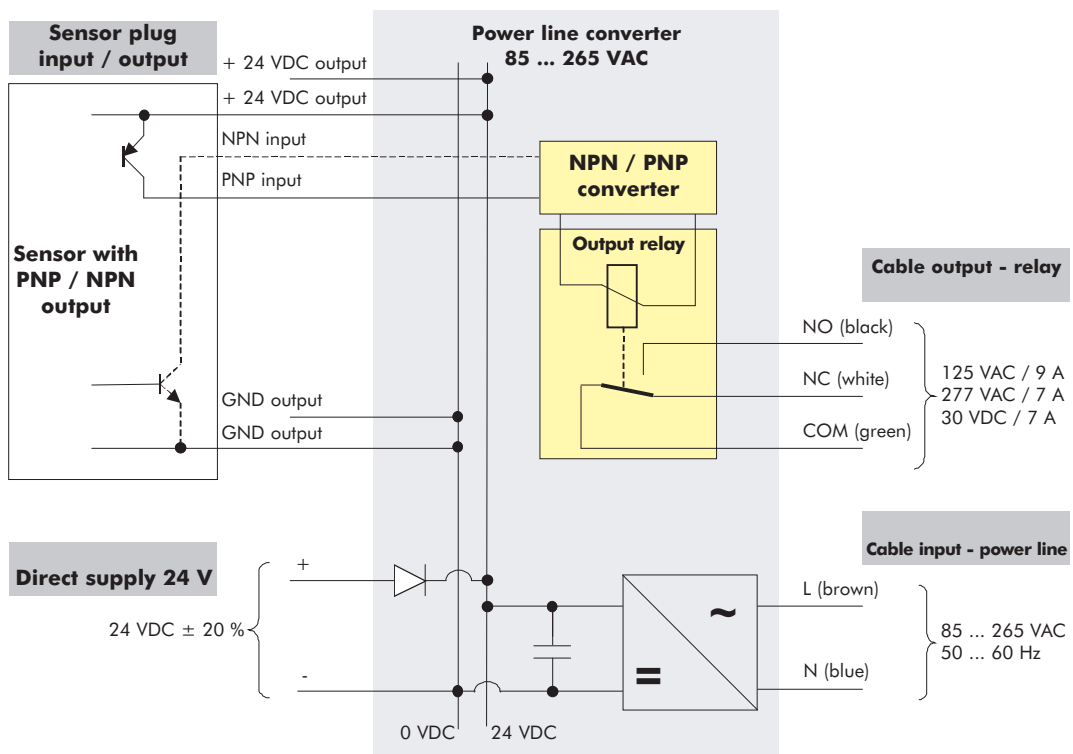 Sensor plug
input / output
Power line converter
85 ... 265 VAC
+ 24 VDC output
+ 24 VDC output
NPN input
PNP input
NPN / PNP
converter
Output relay
Sensor with
PNP / NPN
output
Cable output - relay
NO (black)
NC (white)
COM (green)
125 VAC / 9 A
277 VAC / 7 A
30 VDC / 7 A
GND output
GND output
Cable input - power line
Direct supply 24 V
+
24 VDC ± 20 %
-
L (brown)
~
=
N (blue)
85 ... 265 VAC
50 ... 60 Hz
0 VDC
24 VDC